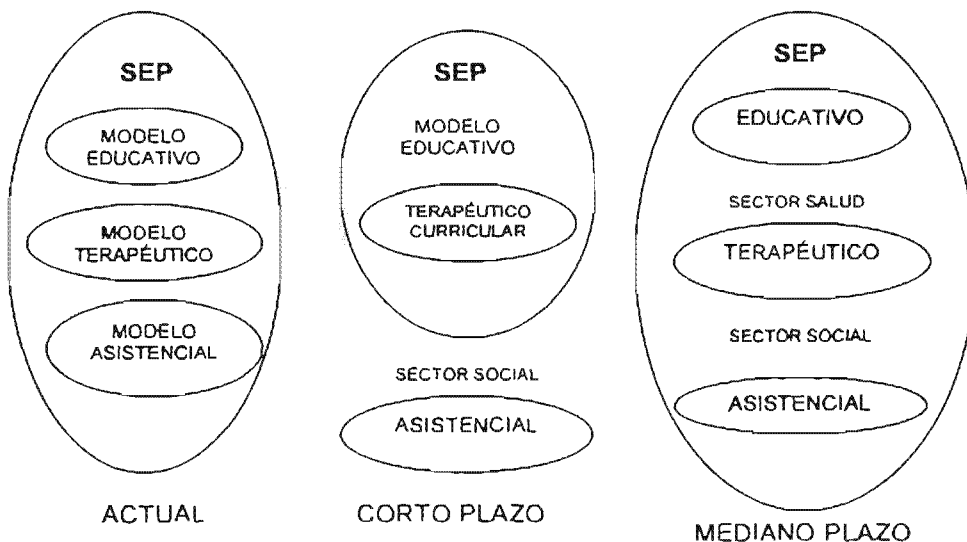 SEP
MODELO
EDUCATIVO
MODELO
TERAPÉUTICO
MODELO
ASISTENCIAL
ACTUAL
SEP
MODELO
EDUCATIVO
TERAPÉUTICO
CURRICULAR
SECTOR SOCIAL
ASISTENCIAL
CORTO PLAZO
SEP
EDUCATIVO
SECTOR SALUD
TERAPÉUTICO
SECTOR SOCIAL
ASISTENCIAL
MEDIANO PLAZO